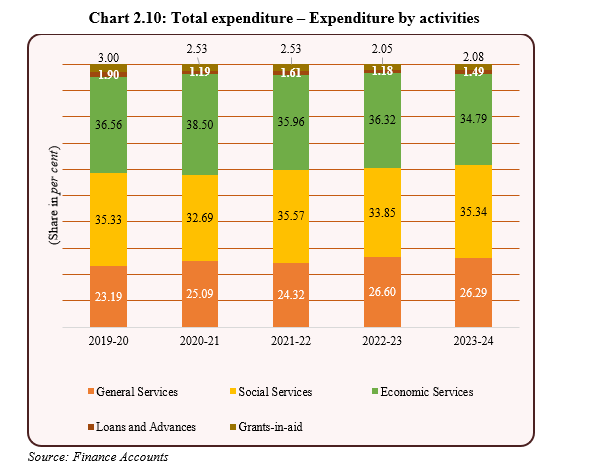 Chart 2.10: Total expenditure – Expenditure by activities
3.00 2.53 2.53 2.05 2.08
1.90 1.19 1.61 1.18 1.49
36.56 38.50 35.96 36.32 34.79
35.33 32.69 35.57 33.85 35.34
23.19 25.09 24.32 26.60 26.29
(Share in per cent)
2019-20 2020-21 2021-22 2022-23 2023-24
General Services Social Services Economic Services
Loans and Advances Grants-in-aid
Source: Finance Accounts